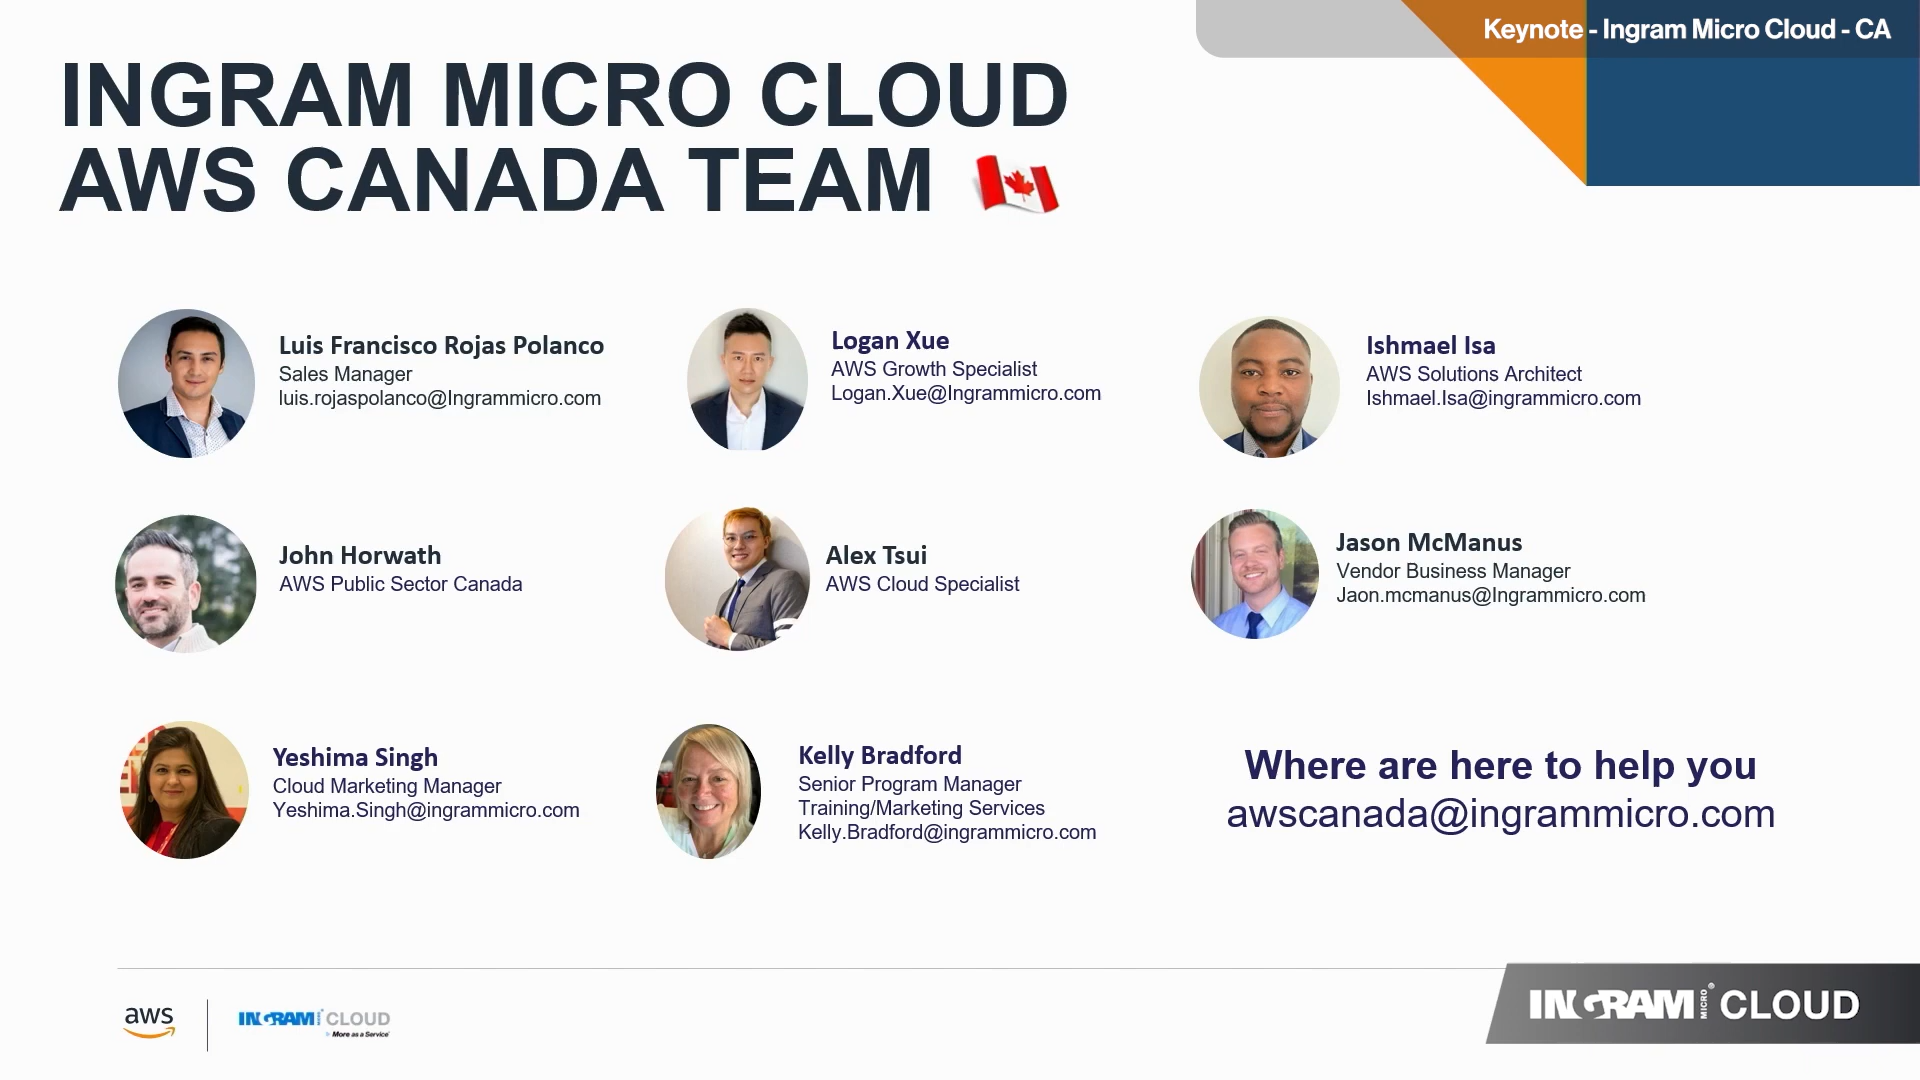 Keynote - Ingram Micro Cloud - CA
INGRAM MICRO CLOUD
AWS CANADA TEAM
Luis Francisco Rojas Polanco
Sales Manager
luis.rojaspolanco@Ingrammicro.com
Logan Xue
AWS Growth Specialist
Logan.Xue@Ingrammicro.com
Ishmael Isa
AWS Solutions Architect
Ishmael.Isa@ingrammicro.com
John Horwath
AWS Public Sector Canada
Alex Tsui
AWS Cloud Specialist
Jason McManus
Vendor Business Manager
Jaon.mcmanus@Ingrammicro.com
Yeshima Singh
Cloud Marketing Manager
Yeshima.Singh@ingrammicro.com
Kelly Bradford
Senior Program Manager
Training/Marketing Services
Kelly.Bradford@ingrammicro.com
Where are here to help you
awscanada@ingrammicro.com
aws
INGRAM MICRO CLOUD
More as a Service
INGRAM MICRO® CLOUD